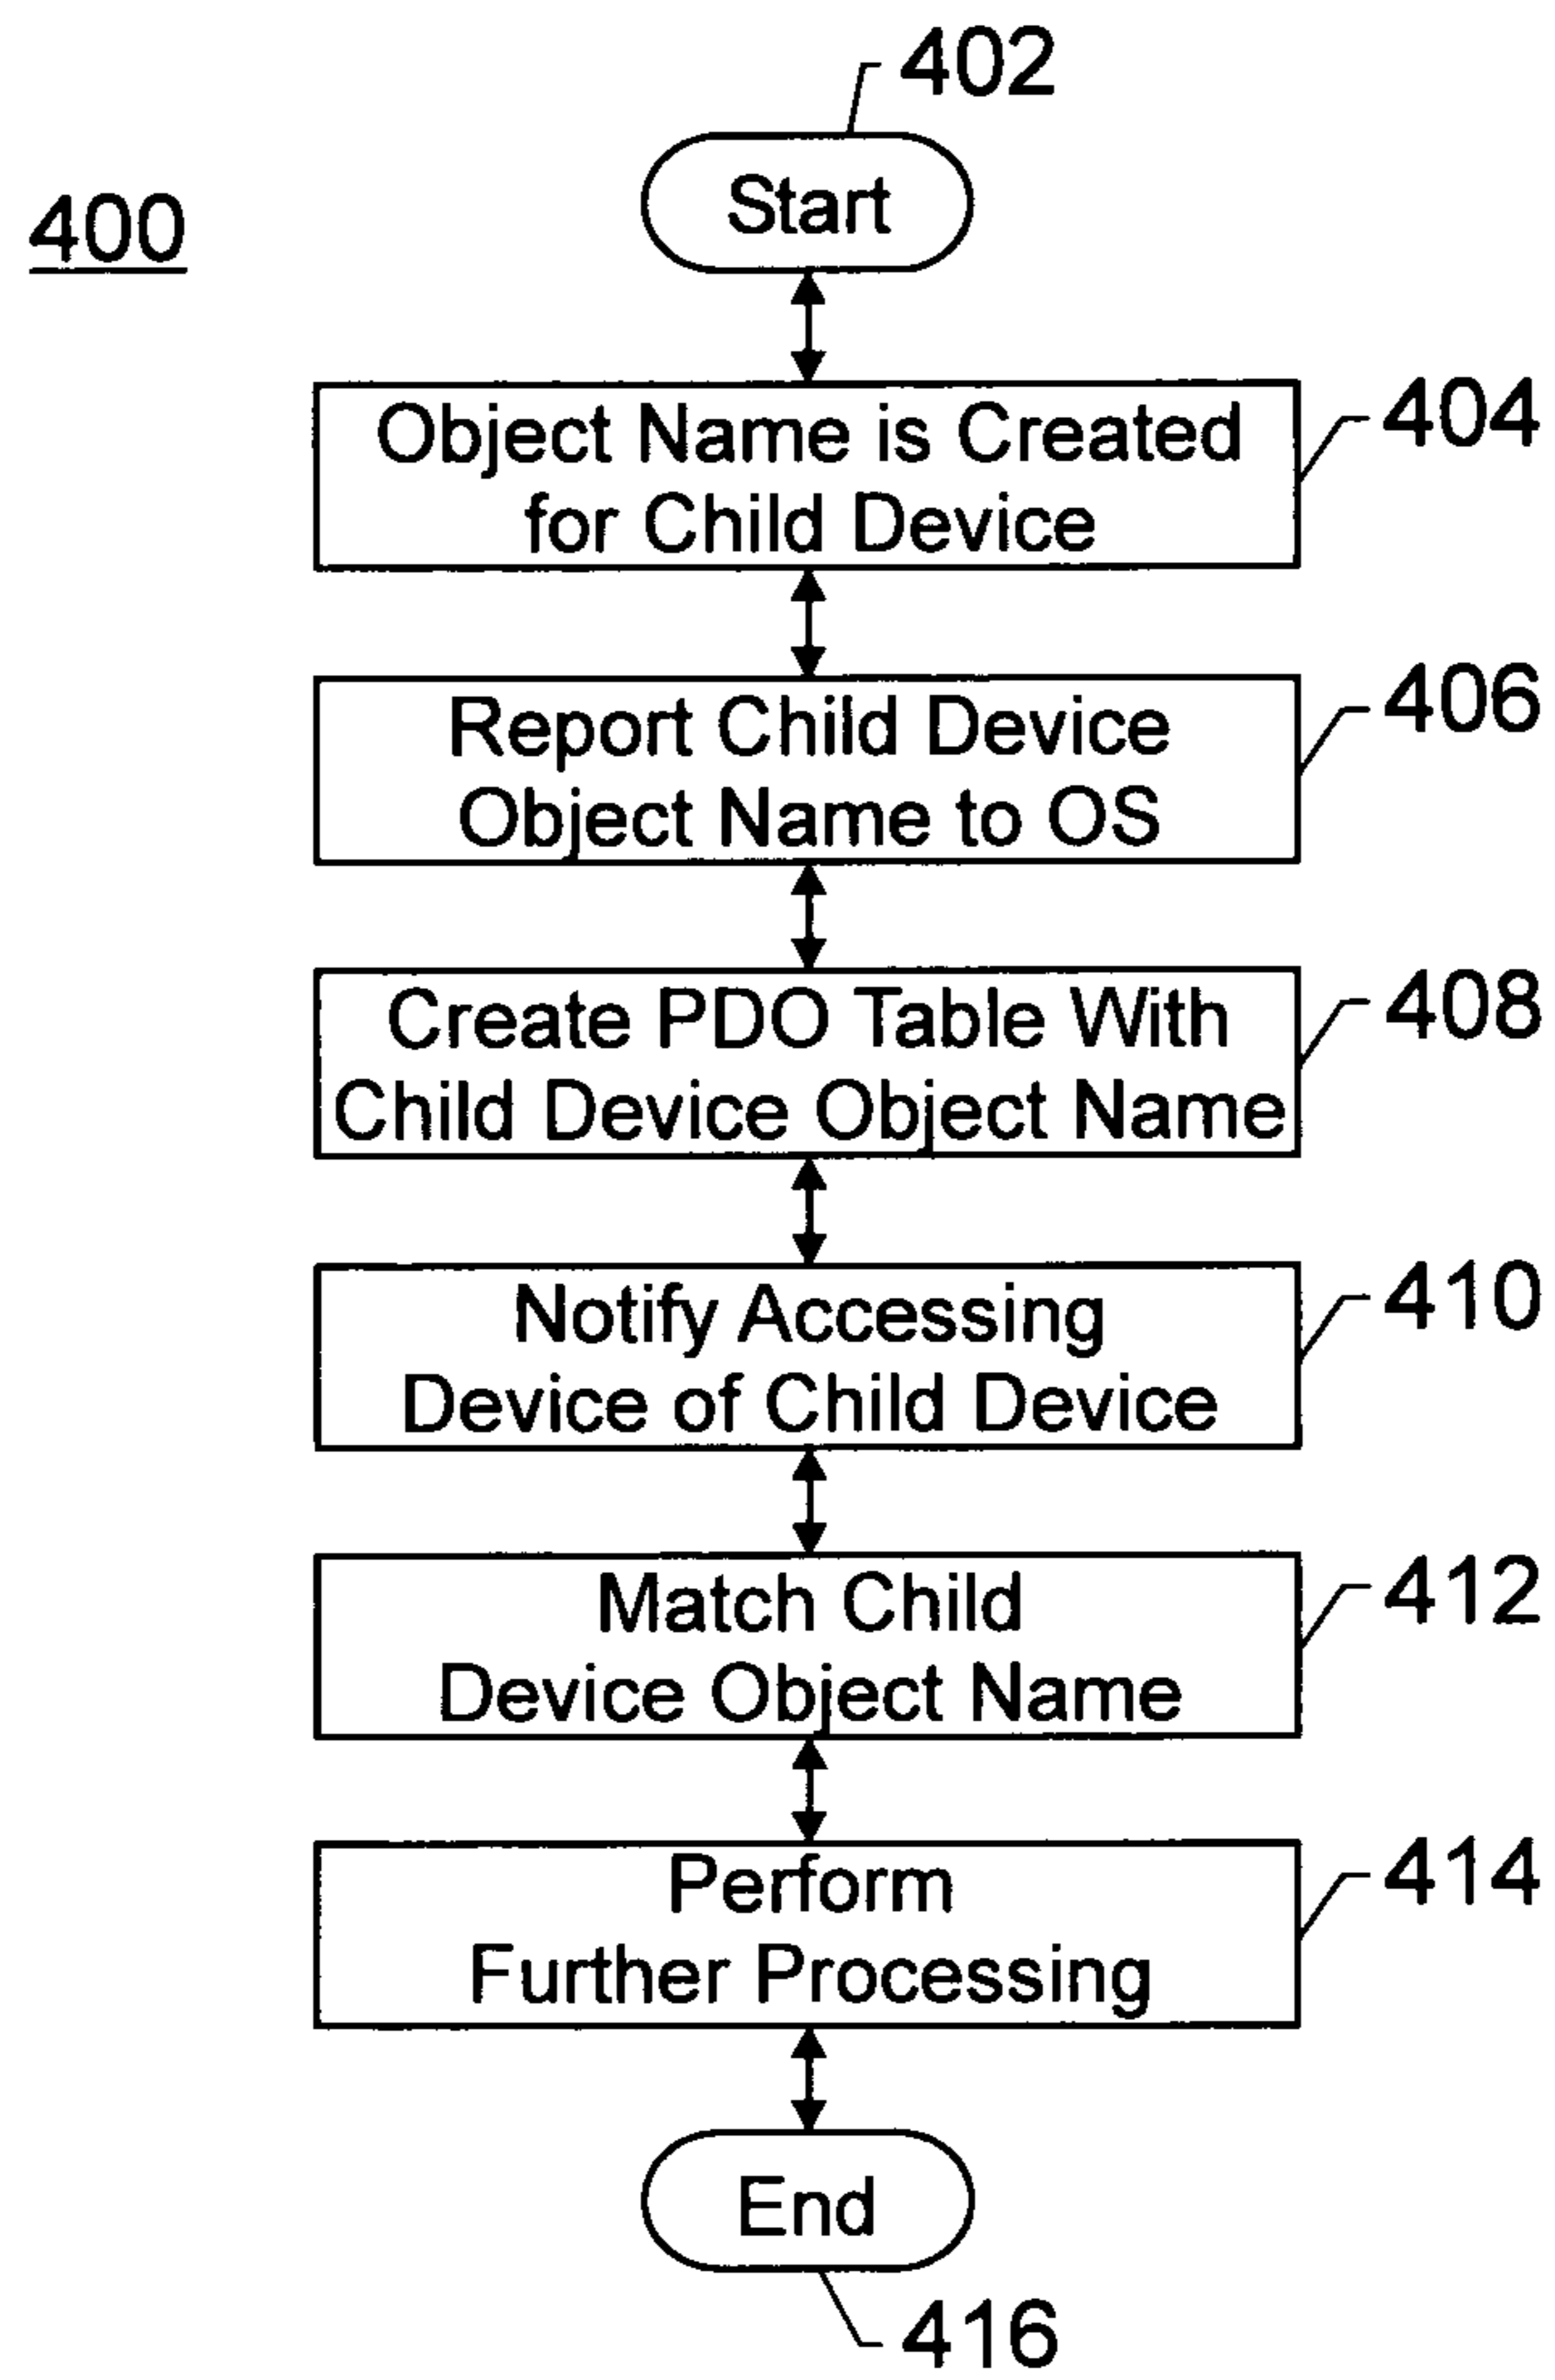 402
Start
400
Object Name is Created
for Child Device
404
Report Child Device
Object Name to OS
406
Create PDO Table With
Child Device Object Name
408
Notify Accessing
Device of Child Device
410
Match Child
Device Object Name
412
Perform
Further Processing
414
End
416